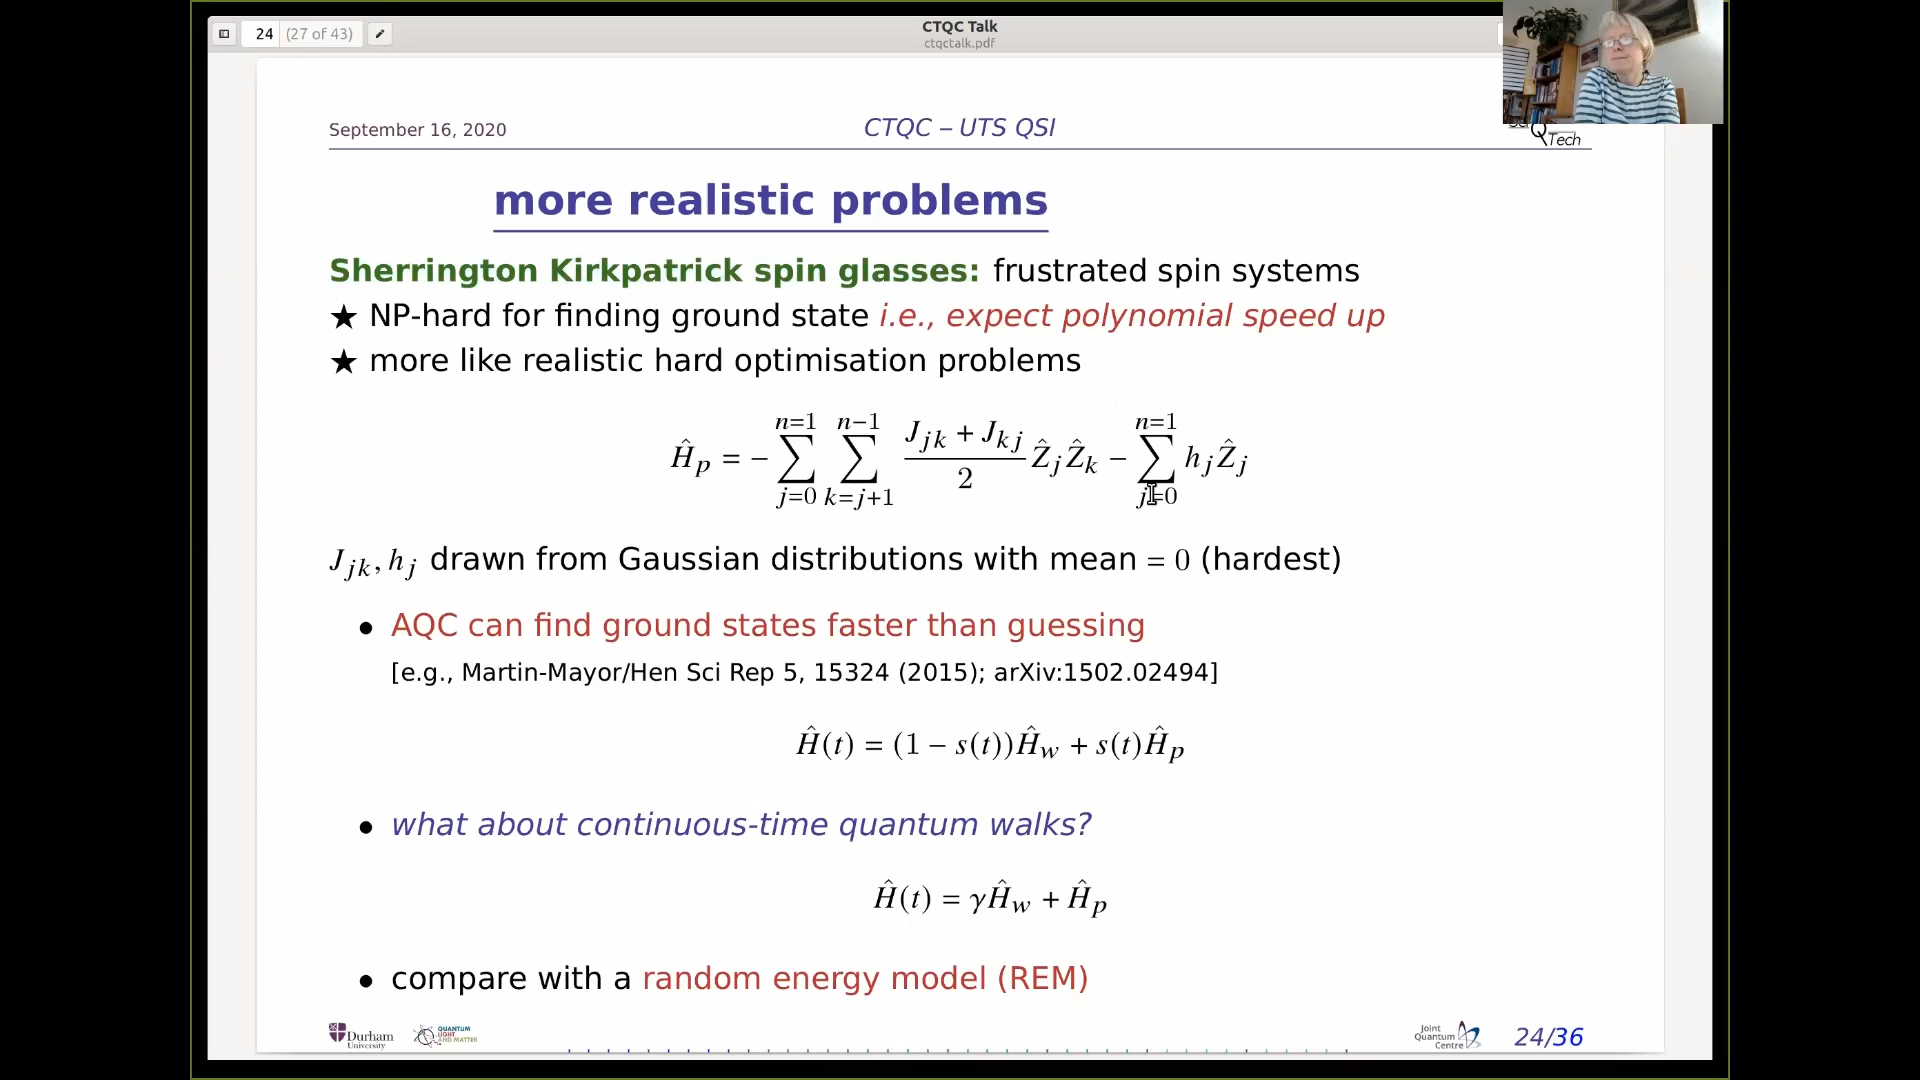 24 (27 of 43)
CTQC Talk
ctqctalk.pdf
September 16, 2020
CTQC – UTS QSI
QTech
more realistic problems
Sherrington Kirkpatrick spin glasses: frustrated spin systems
★ NP-hard for finding ground state i.e., expect polynomial speed up
★ more like realistic hard optimisation problems
Ĥ_p = − ∑_{j=0}^{n=1} ∑_{k=j+1}^{n−1} (J_{jk} + J_{kj})/2 Ẑ_j Ẑ_k − ∑_{j=0}^{n=1} h_j Ẑ_j
J_{jk}, h_j drawn from Gaussian distributions with mean = 0 (hardest)
• AQC can find ground states faster than guessing
[e.g., Martin-Mayor/Hen Sci Rep 5, 15324 (2015); arXiv:1502.02494]
Ĥ(t) = (1 − s(t))Ĥ_w + s(t)Ĥ_p
• what about continuous-time quantum walks?
Ĥ(t) = γĤ_w + Ĥ_p
• compare with a random energy model (REM)
Durham University
QUANTUM LIGHT AND MATTER
Joint Quantum Centre
24/36